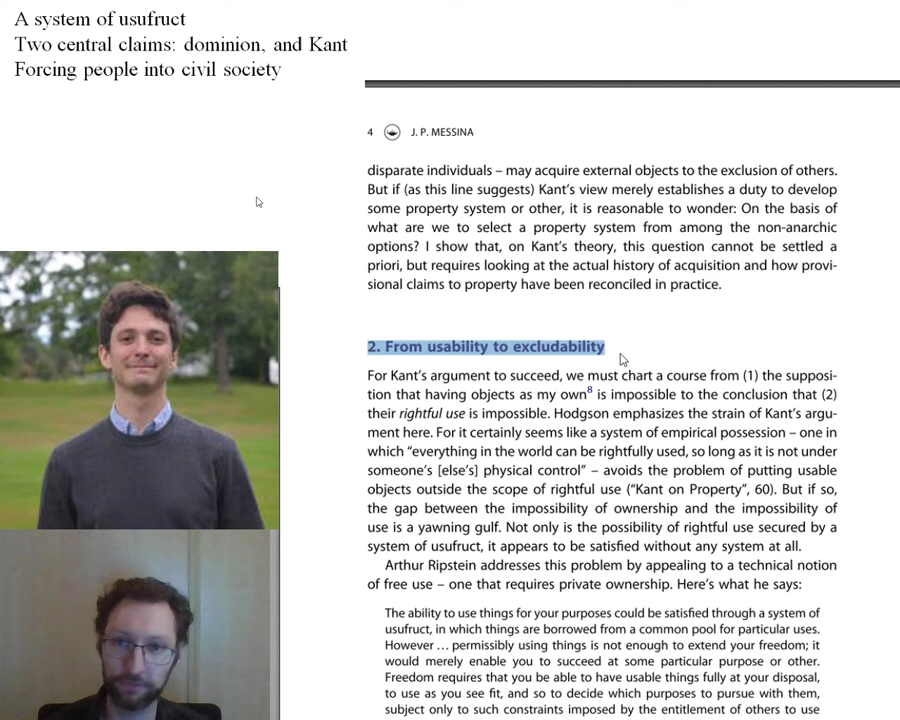 A system of usufruct
Two central claims: dominion, and Kant
Forcing people into civil society
4 J. P. MESSINA
disparate individuals – may acquire external objects to the exclusion of others.
But if (as this line suggests) Kant's view merely establishes a duty to develop
some property system or other, it is reasonable to wonder: On the basis of
what are we to select a property system from among the non-anarchic
options? I show that, on Kant's theory, this question cannot be settled a
priori, but requires looking at the actual history of acquisition and how provi-
sional claims to property have been reconciled in practice.
2. From usability to excludability
For Kant's argument to succeed, we must chart a course from (1) the supposi-
tion that having objects as my own8 is impossible to the conclusion that (2)
their rightful use is impossible. Hodgson emphasizes the strain of Kant's argu-
ment here. For it certainly seems like a system of empirical possession – one in
which “everything in the world can be rightfully used, so long as it is not under
someone's [else's] physical control” – avoids the problem of putting usable
objects outside the scope of rightful use (“Kant on Property”, 60). But if so,
the gap between the impossibility of ownership and the impossibility of
use is a yawning gulf. Not only is the possibility of rightful use secured by a
system of usufruct, it appears to be satisfied without any system at all.
Arthur Ripstein addresses this problem by appealing to a technical notion
of free use – one that requires private ownership. Here's what he says:
The ability to use things for your purposes could be satisfied through a system of
usufruct, in which things are borrowed from a common pool for particular uses.
However … permissibly using things is not enough to extend your freedom; it
would merely enable you to succeed at some particular purpose or other.
Freedom requires that you be able to have usable things fully at your disposal,
to use as you see fit, and so to decide which purposes to pursue with them,
subject only to such constraints imposed by the entitlement of others to use